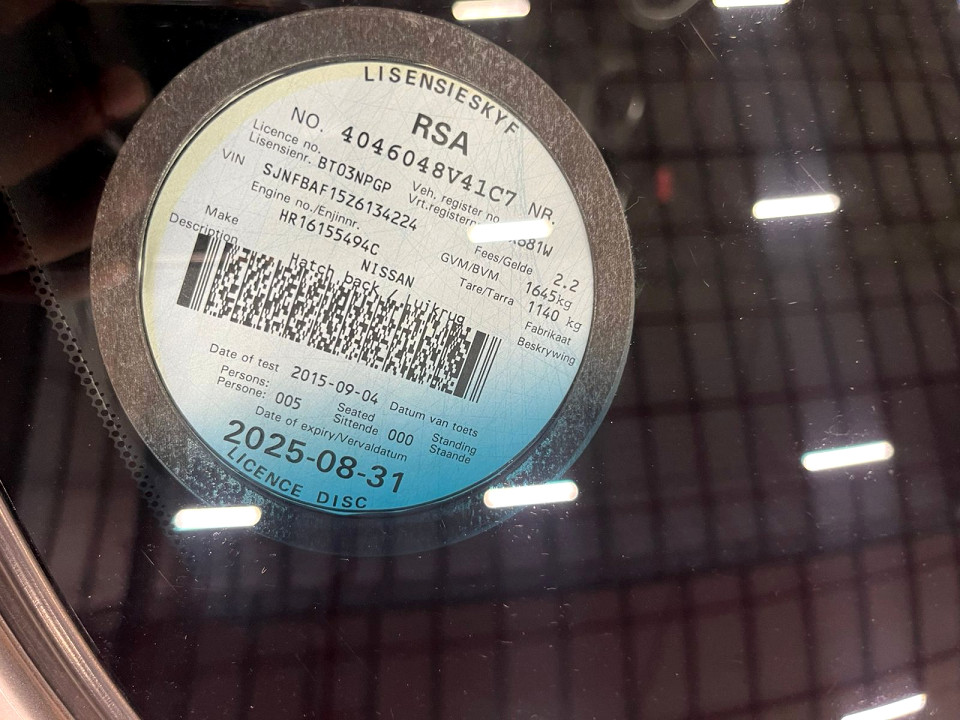 LISENSIESKYF
RSA
NO. 4046048V41C7 NR.
Licence no.
Lisensienr. BT03NPGP
Veh. register no.
VIN SJNFBAF1526134224
Engine no./Enjinnr.
HR16155494C
Fees/Gelde
GVM/BVM 2.2
Tare/Tarra 1645kg
1140 kg
Make NISSAN Fabrikaat
Description Hatch back / Luikrug Beskrywing
Date of test 2015-09-04 Datum van toets
Persons: Seated Standing
Persone: 005 Sittende 000 Staande
Date of expiry/Vervaldatum
2025-08-31
LICENCE DISC